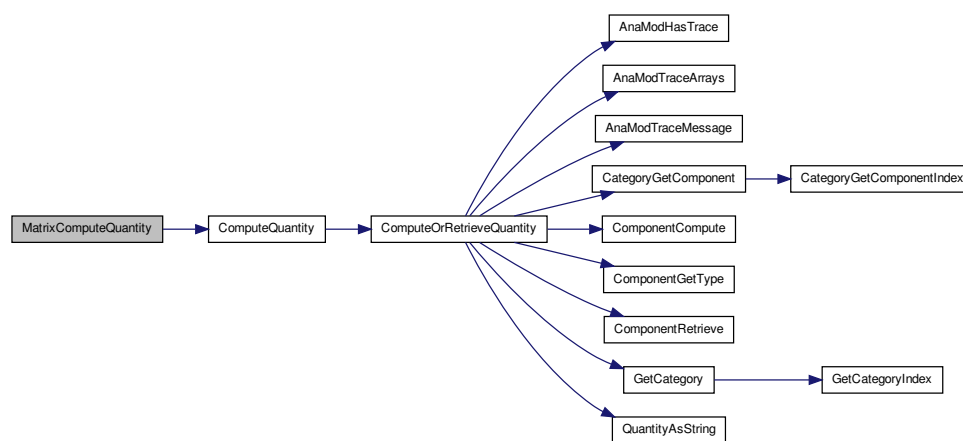 AnaModHasTrace
AnaModTraceArrays
AnaModTraceMessage
CategoryGetComponent
CategoryGetComponentIndex
MatrixComputeQuantity
ComputeQuantity
ComputeOrRetrieveQuantity
ComponentCompute
ComponentGetType
ComponentRetrieve
GetCategory
GetCategoryIndex
QuantityAsString